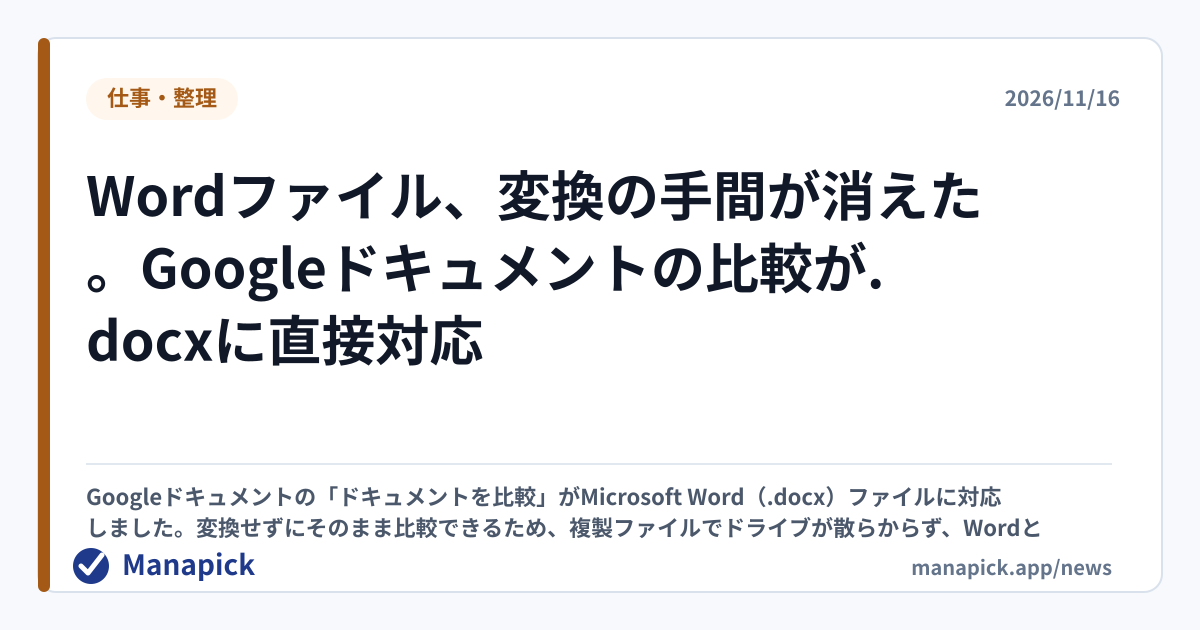 仕事・整理
2026/11/16
Wordファイル、変換の手間が消えた
。Googleドキュメントの比較が.
docxに直接対応
Googleドキュメントの「ドキュメントを比較」がMicrosoft Word（.docx）ファイルに対応
しました。変換せずにそのまま比較できるため、複製ファイルでドライブが散らからず、Wordと
Manapick
manapick.app/news